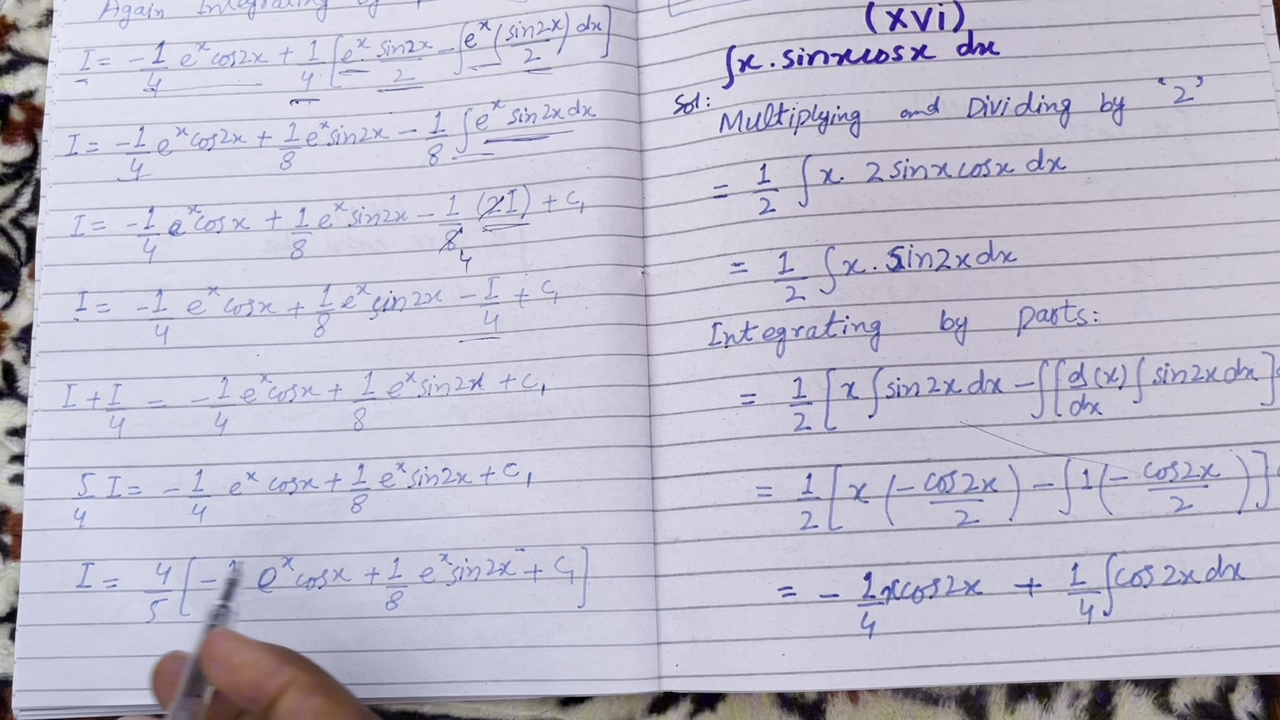 Again Integrating by
I = -1/4 e^x cos2x + 1/4 [e^x sin2x/2 - ∫e^x (sin2x/2) dx]
I = -1/4 e^x cos2x + 1/8 e^x sin2x - 1/8 ∫e^x sin2x dx
I = -1/4 e^x cosx + 1/8 e^x sin2x - 1/8 4 (2I) + C₁
I = -1/4 e^x cosx + 1/8 e^x sin2x - I/4 + C₁
I + I/4 = -1/4 e^x cosx + 1/8 e^x sin2x + C₁
5/4 I = -1/4 e^x cosx + 1/8 e^x sin2x + C₁
I = 4/5 [- e^x cosx + 1/8 e^x sin2x + C₁]
(xvi)
∫x.sinxcosx dx
Sol: Multiplying and Dividing by '2'
= 1/2 ∫x. 2sinxcosx dx
= 1/2 ∫x. Sin2x dx
Integrating by parts:
= 1/2 [x ∫sin2x dx - ∫[d/dx (x) ∫sin2x dx]
= 1/2 [x (-cos2x/2) - ∫1(-cos2x/2)]
= -1/4 xcos2x + 1/4 ∫cos2x dx